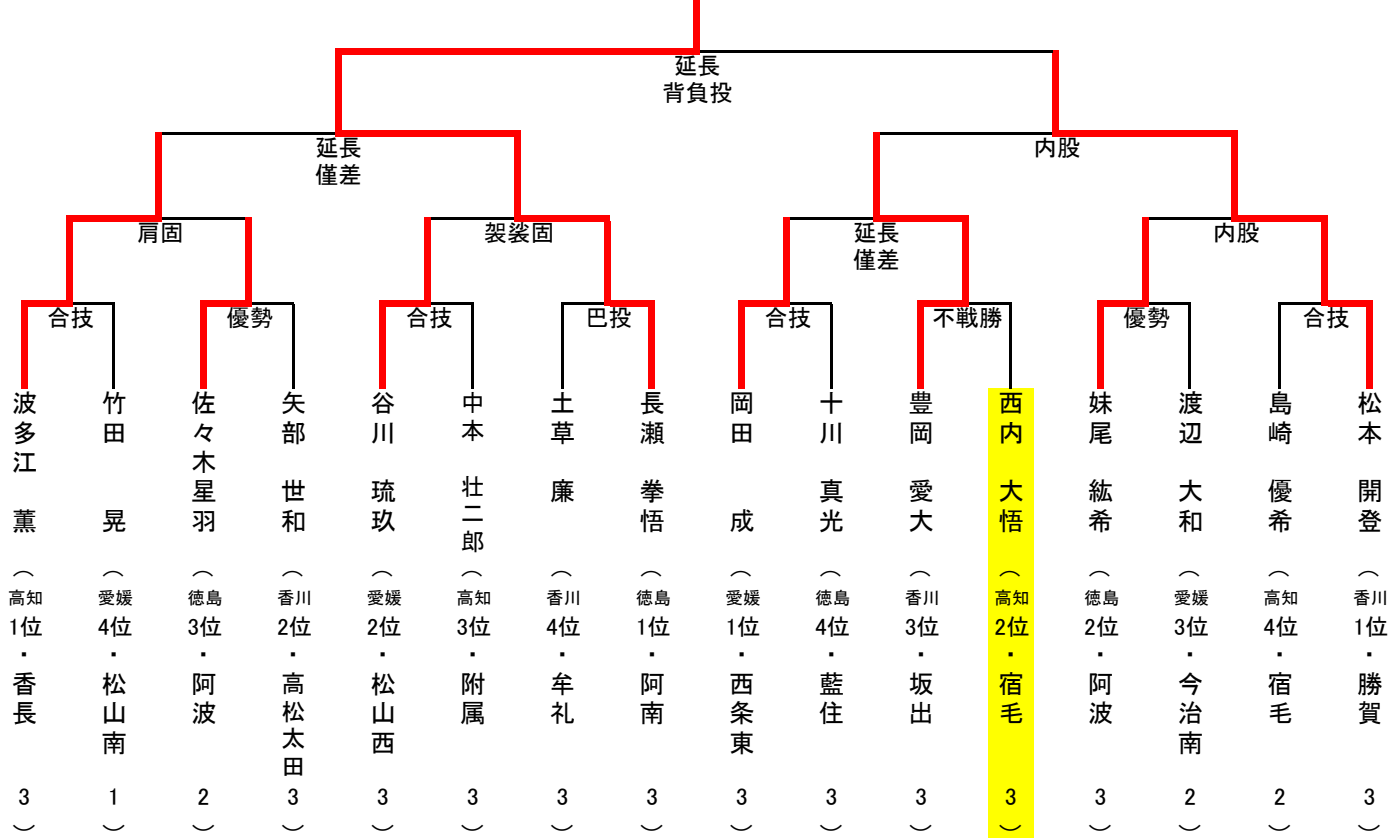 延長
背負投
延長
僅差
内股
肩固
袈裟固
延長
僅差
内股
合技
優勢
合技
巴投
合技
不戦勝
優勢
合技
波多江　薫（高知1位・香長　3）
竹田　晃（愛媛4位・松山南　1）
佐々木星羽（徳島3位・阿波　2）
矢部　世和（香川2位・高松太田　3）
谷川　琉玖（愛媛2位・松山西　3）
中本　壮二郎（高知3位・附属　3）
土草　廉（香川4位・牟礼　3）
長瀬　拳悟（徳島1位・阿南　3）
岡田　成（愛媛1位・西条東　3）
十川　真光（徳島4位・藍住　3）
豊岡　愛大（香川3位・坂出　3）
西内　大悟（高知2位・宿毛　3）
妹尾　紘希（徳島2位・阿波　3）
渡辺　大和（愛媛3位・今治南　2）
島崎　優希（高知4位・宿毛　2）
松本　開登（香川1位・勝賀　3）